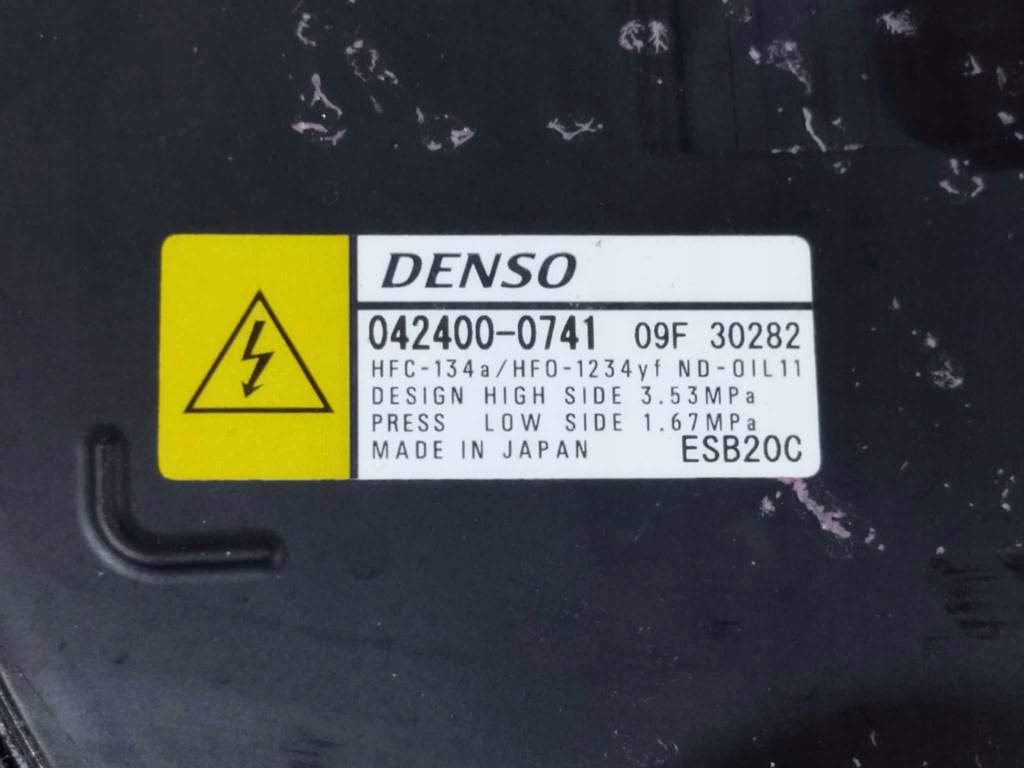 DENSO
042400-0741 09F 30282
HFC-134a/HFO-1234yf ND-OIL11
DESIGN HIGH SIDE 3.53MPa
PRESS LOW SIDE 1.67MPa
MADE IN JAPAN ESB20C